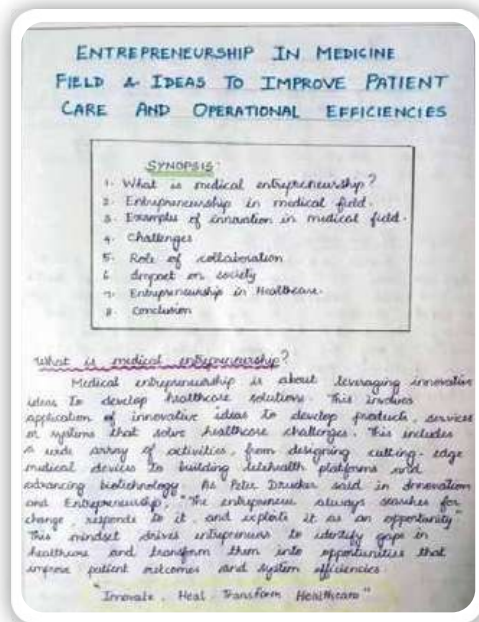 ENTREPRENEURSHIP IN MEDICINE
FIELD & IDEAS TO IMPROVE PATIENT
CARE AND OPERATIONAL EFFICIENCIES
SYNOPSIS:
1. What is medical entrepreneurship?
2. Entrepreneurship in medical field.
3. Examples of innovation in medical field.
4. Challenges
5. Role of collaboration
6. Impact on society
7. Entrepreneurship in Healthcare.
8. Conclusion
What is medical entrepreneurship?
Medical entrepreneurship is about leveraging innovative
ideas to develop healthcare solutions. This involves
application of innovative ideas to develop products, services
or systems that solve healthcare challenges. This includes
a wide array of activities, from designing cutting-edge
medical devices to building telehealth platforms and
advancing biotechnology. As Peter Drucker said in Innovation
and Entrepreneurship, "The entrepreneur always searches for
change, responds to it, and exploits it as an opportunity"
This mindset drives entrepreneurs to identify gaps in
healthcare and transform them into opportunities that
improve patient outcomes and system efficiencies.
"Innovate. Heal. Transform Healthcare"